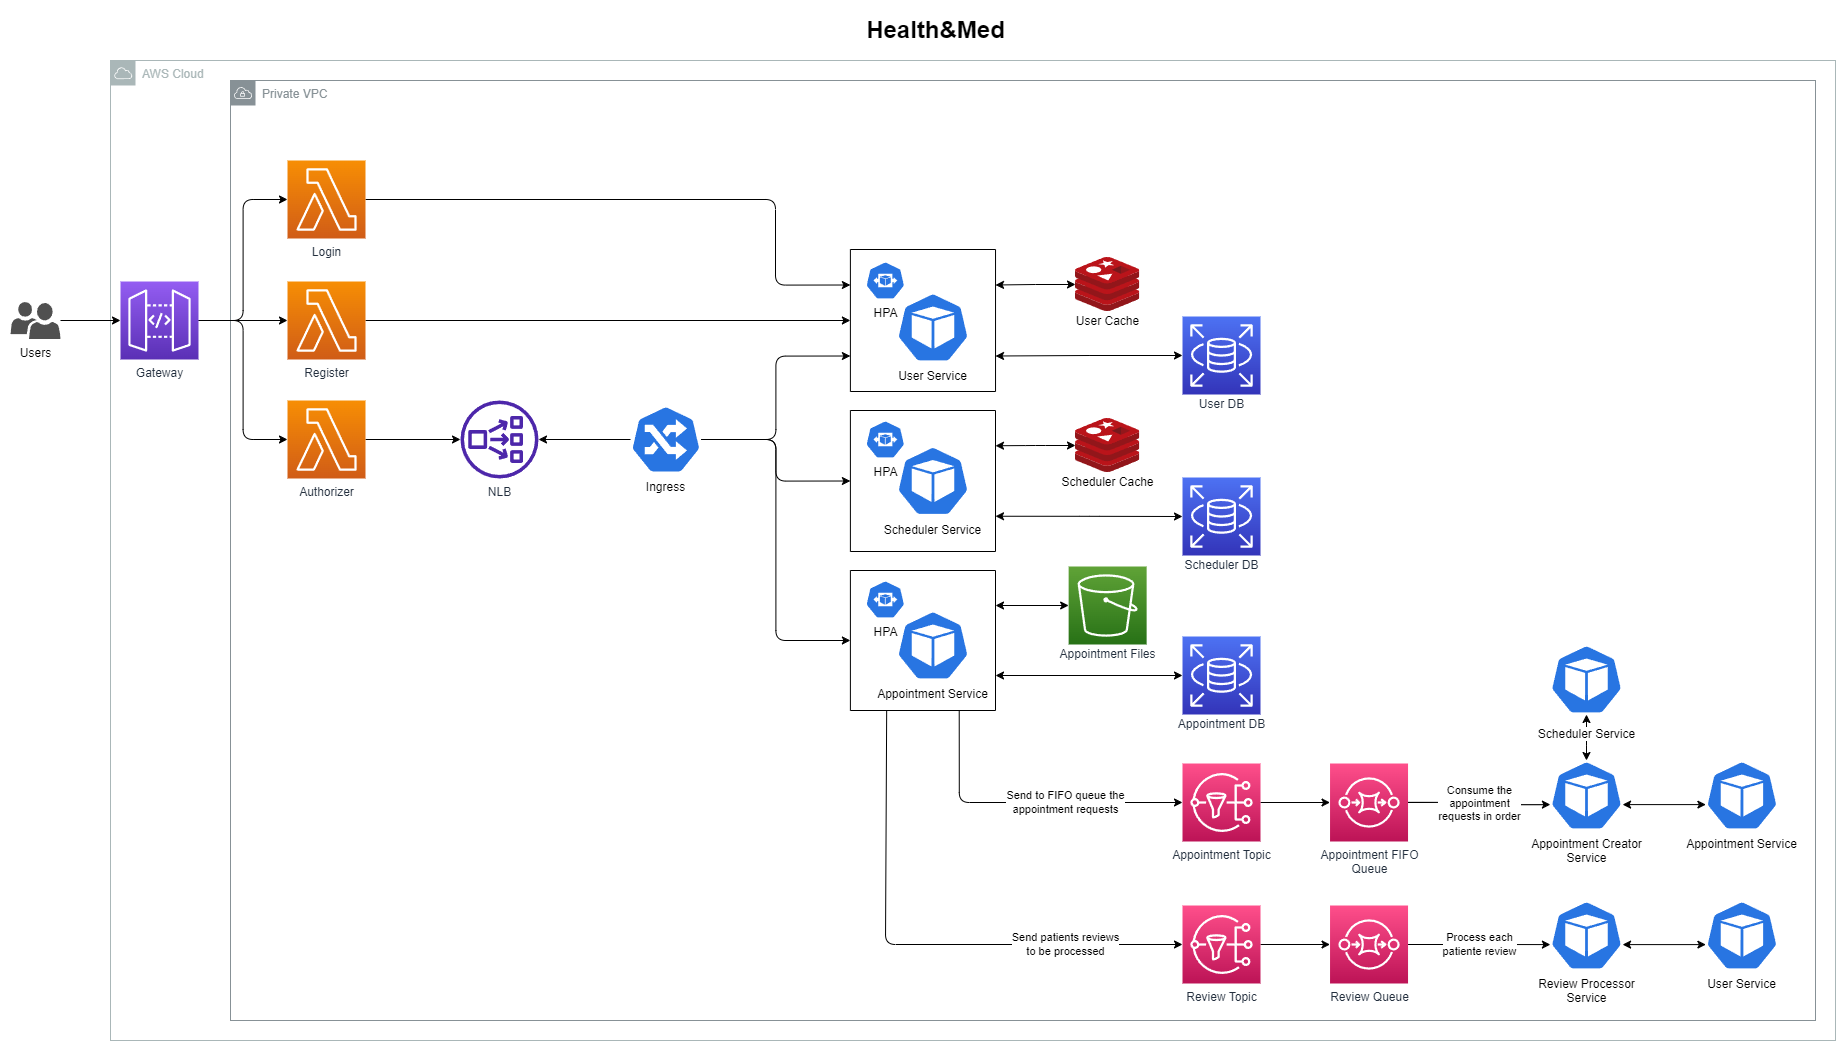 Health&Med
AWS Cloud
Private VPC
Login
HPA
User Service
User Cache
Users
Gateway
Register
User DB
HPA
Scheduler Service
Scheduler Cache
Authorizer
NLB
Ingress
Scheduler DB
HPA
Appointment Service
Appointment Files
Appointment DB
Scheduler Service
Send to FIFO queue the
appointment requests
Consume the
appointment
requests in order
Appointment Topic
Appointment FIFO
Queue
Appointment Creator
Service
Appointment Service
Send patients reviews
to be processed
Process each
patiente review
Review Topic
Review Queue
Review Processor
Service
User Service